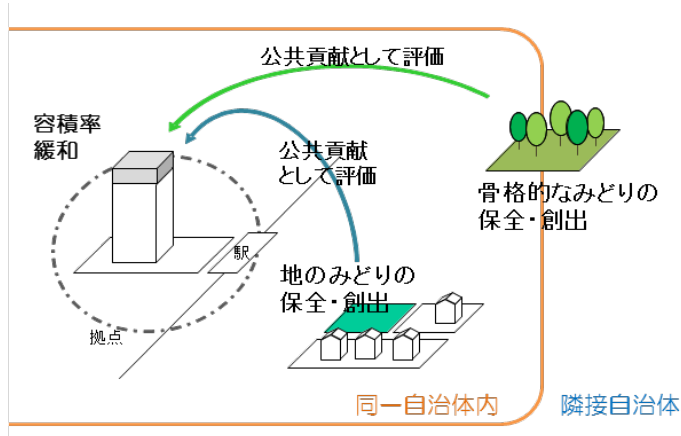 公共貢献として評価
容積率
緩和
公共貢献
として評価
骨格的なみどりの
保全・創出
駅
地のみどりの
保全・創出
拠点
同一自治体内
隣接自治体